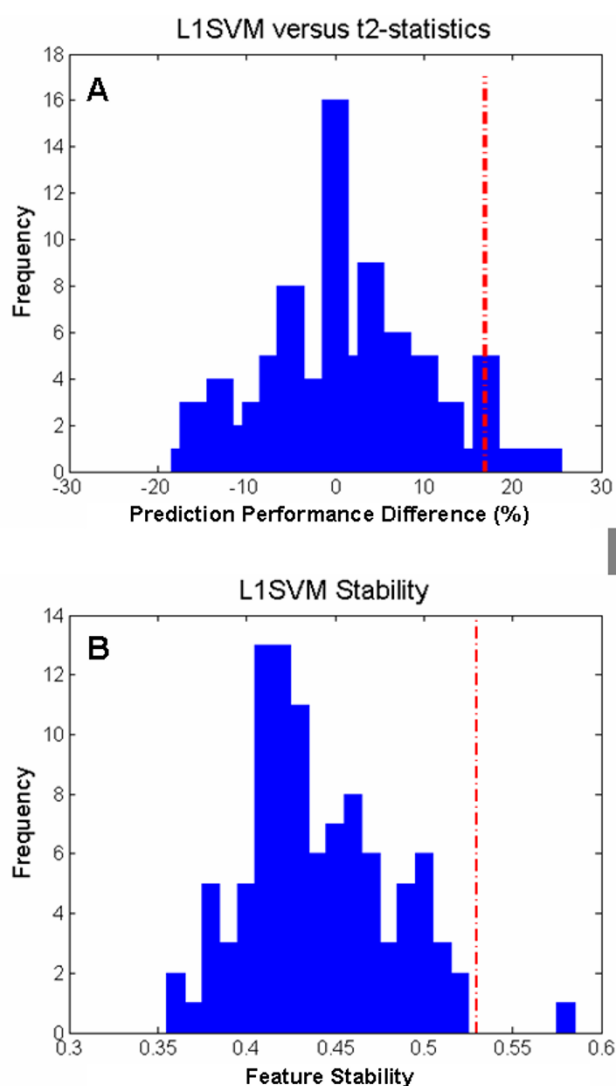 L1SVM versus t2-statistics
A
18
16
14
12
10
8
6
4
2
0
Frequency
-30 -20 -10 0 10 20 30
Prediction Performance Difference (%)
L1SVM Stability
B
14
12
10
8
6
4
2
0
Frequency
0.3 0.35 0.4 0.45 0.5 0.55 0.6
Feature Stability